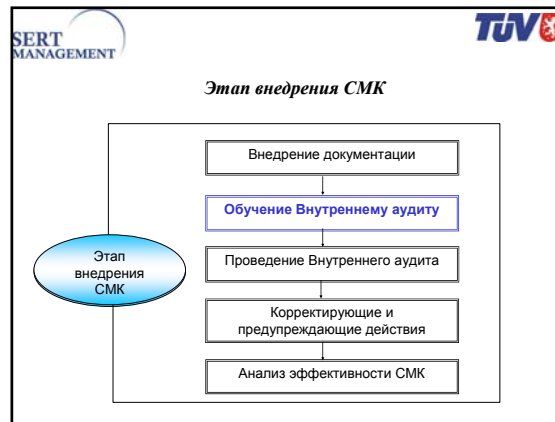 SERT
MANAGEMENT
TÜV
Этап внедрения СМК
Внедрение документации
Обучение Внутреннему аудиту
Этап
внедрения
СМК
Проведение Внутреннего аудита
Корректирующие и
предупреждающие действия
Анализ эффективности СМК